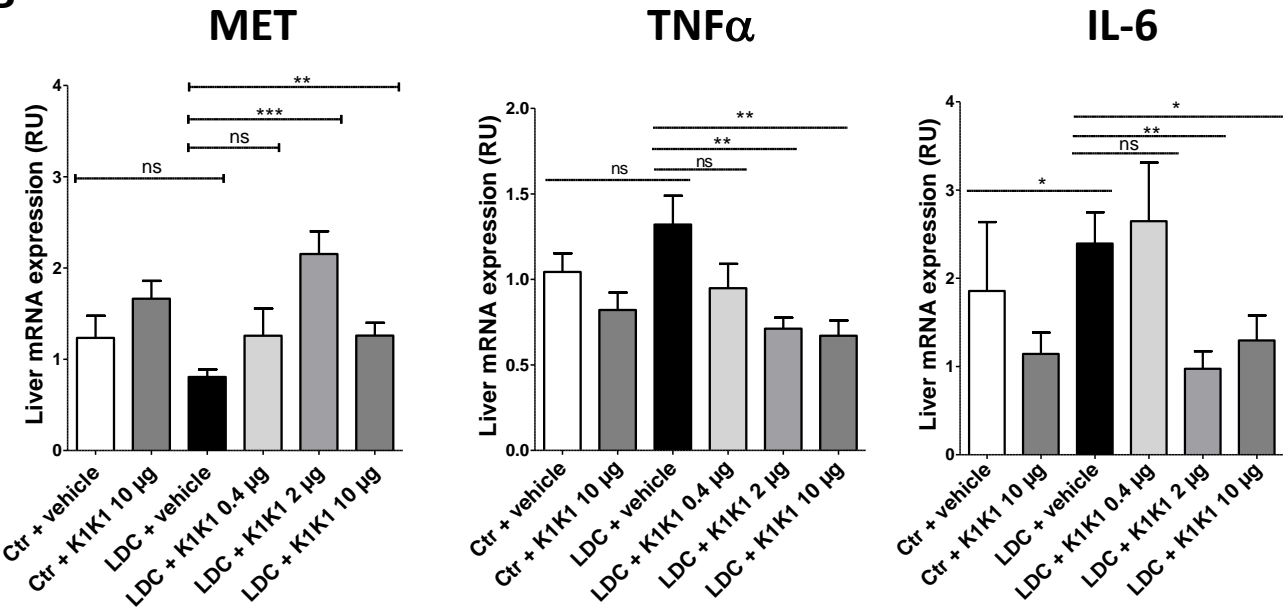 MET
Liver mRNA expression (RU)
4
3
2
1
0
**
***
ns
ns
Ctr + vehicle
Ctr + K1K1 10 µg
LDC + vehicle
LDC + K1K1 0.4 µg
LDC + K1K1 2 µg
LDC + K1K1 10 µg
TNFα
Liver mRNA expression (RU)
2.0
1.5
1.0
0.5
0.0
**
**
ns
ns
Ctr + vehicle
Ctr + K1K1 10 µg
LDC + vehicle
LDC + K1K1 0.4 µg
LDC + K1K1 2 µg
LDC + K1K1 10 µg
IL-6
Liver mRNA expression (RU)
4
3
2
1
0
*
**
ns
*
Ctr + vehicle
Ctr + K1K1 10 µg
LDC + vehicle
LDC + K1K1 0.4 µg
LDC + K1K1 2 µg
LDC + K1K1 10 µg